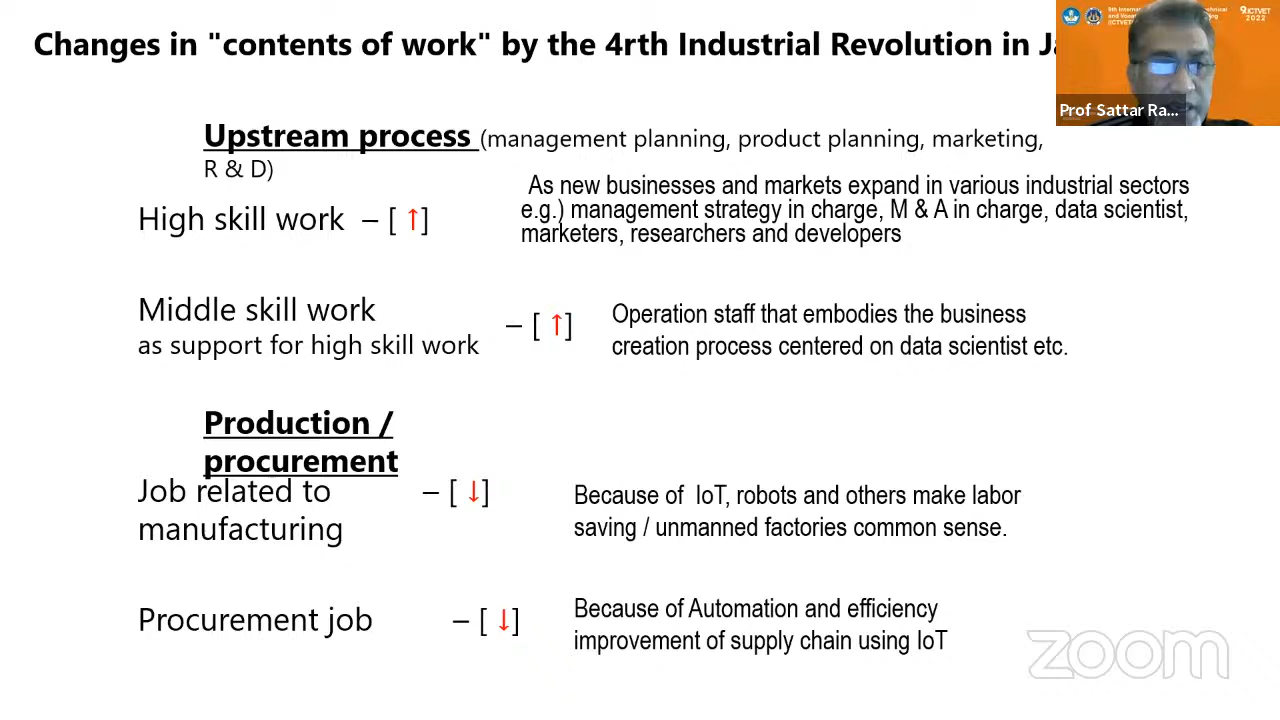 Changes in "contents of work" by the 4rth Industrial Revolution in
Upstream process (management planning, product planning, marketing,
R & D)
High skill work – [ ↑]
As new businesses and markets expand in various industrial sectors
e.g.) management strategy in charge, M & A in charge, data scientist,
marketers, researchers and developers
Middle skill work
as support for high skill work
– [ ↑]
Operation staff that embodies the business
creation process centered on data scientist etc.
Production /
procurement
Job related to
manufacturing
– [ ↓]
Because of IoT, robots and others make labor
saving / unmanned factories common sense.
Procurement job – [ ↓]
Because of Automation and efficiency
improvement of supply chain using IoT
9th
ICTVET
2022
Prof Sattar Ra...
zoom